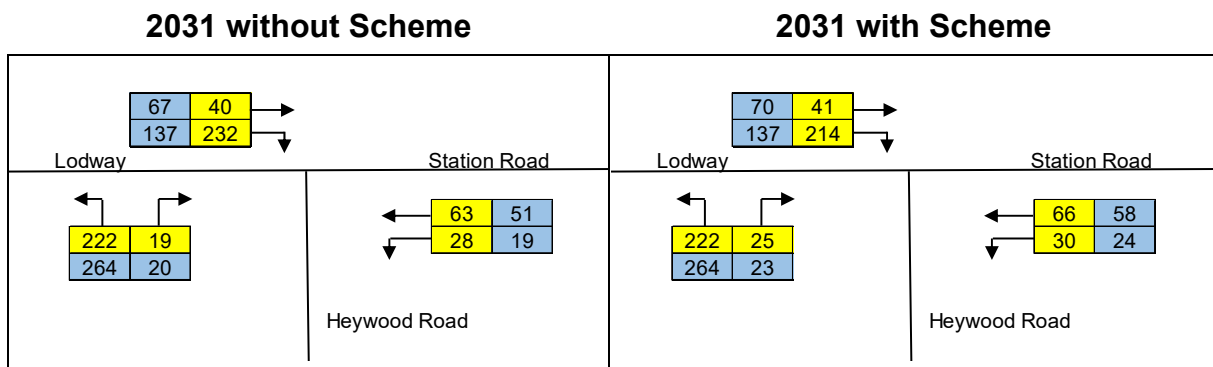 2031 without Scheme
67 40
137 232
Lodway
Station Road
63 51
28 19
222 19
264 20
Heywood Road
2031 with Scheme
70 41
137 214
Lodway
Station Road
66 58
30 24
222 25
264 23
Heywood Road